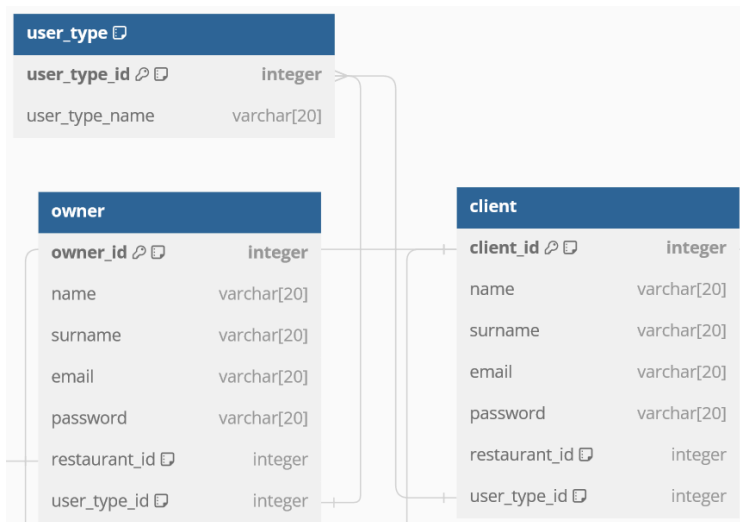 user_type
user_type_id integer
user_type_name varchar[20]
owner
owner_id integer
name varchar[20]
surname varchar[20]
email varchar[20]
password varchar[20]
restaurant_id integer
user_type_id integer
client
client_id integer
name varchar[20]
surname varchar[20]
email varchar[20]
password varchar[20]
restaurant_id integer
user_type_id integer